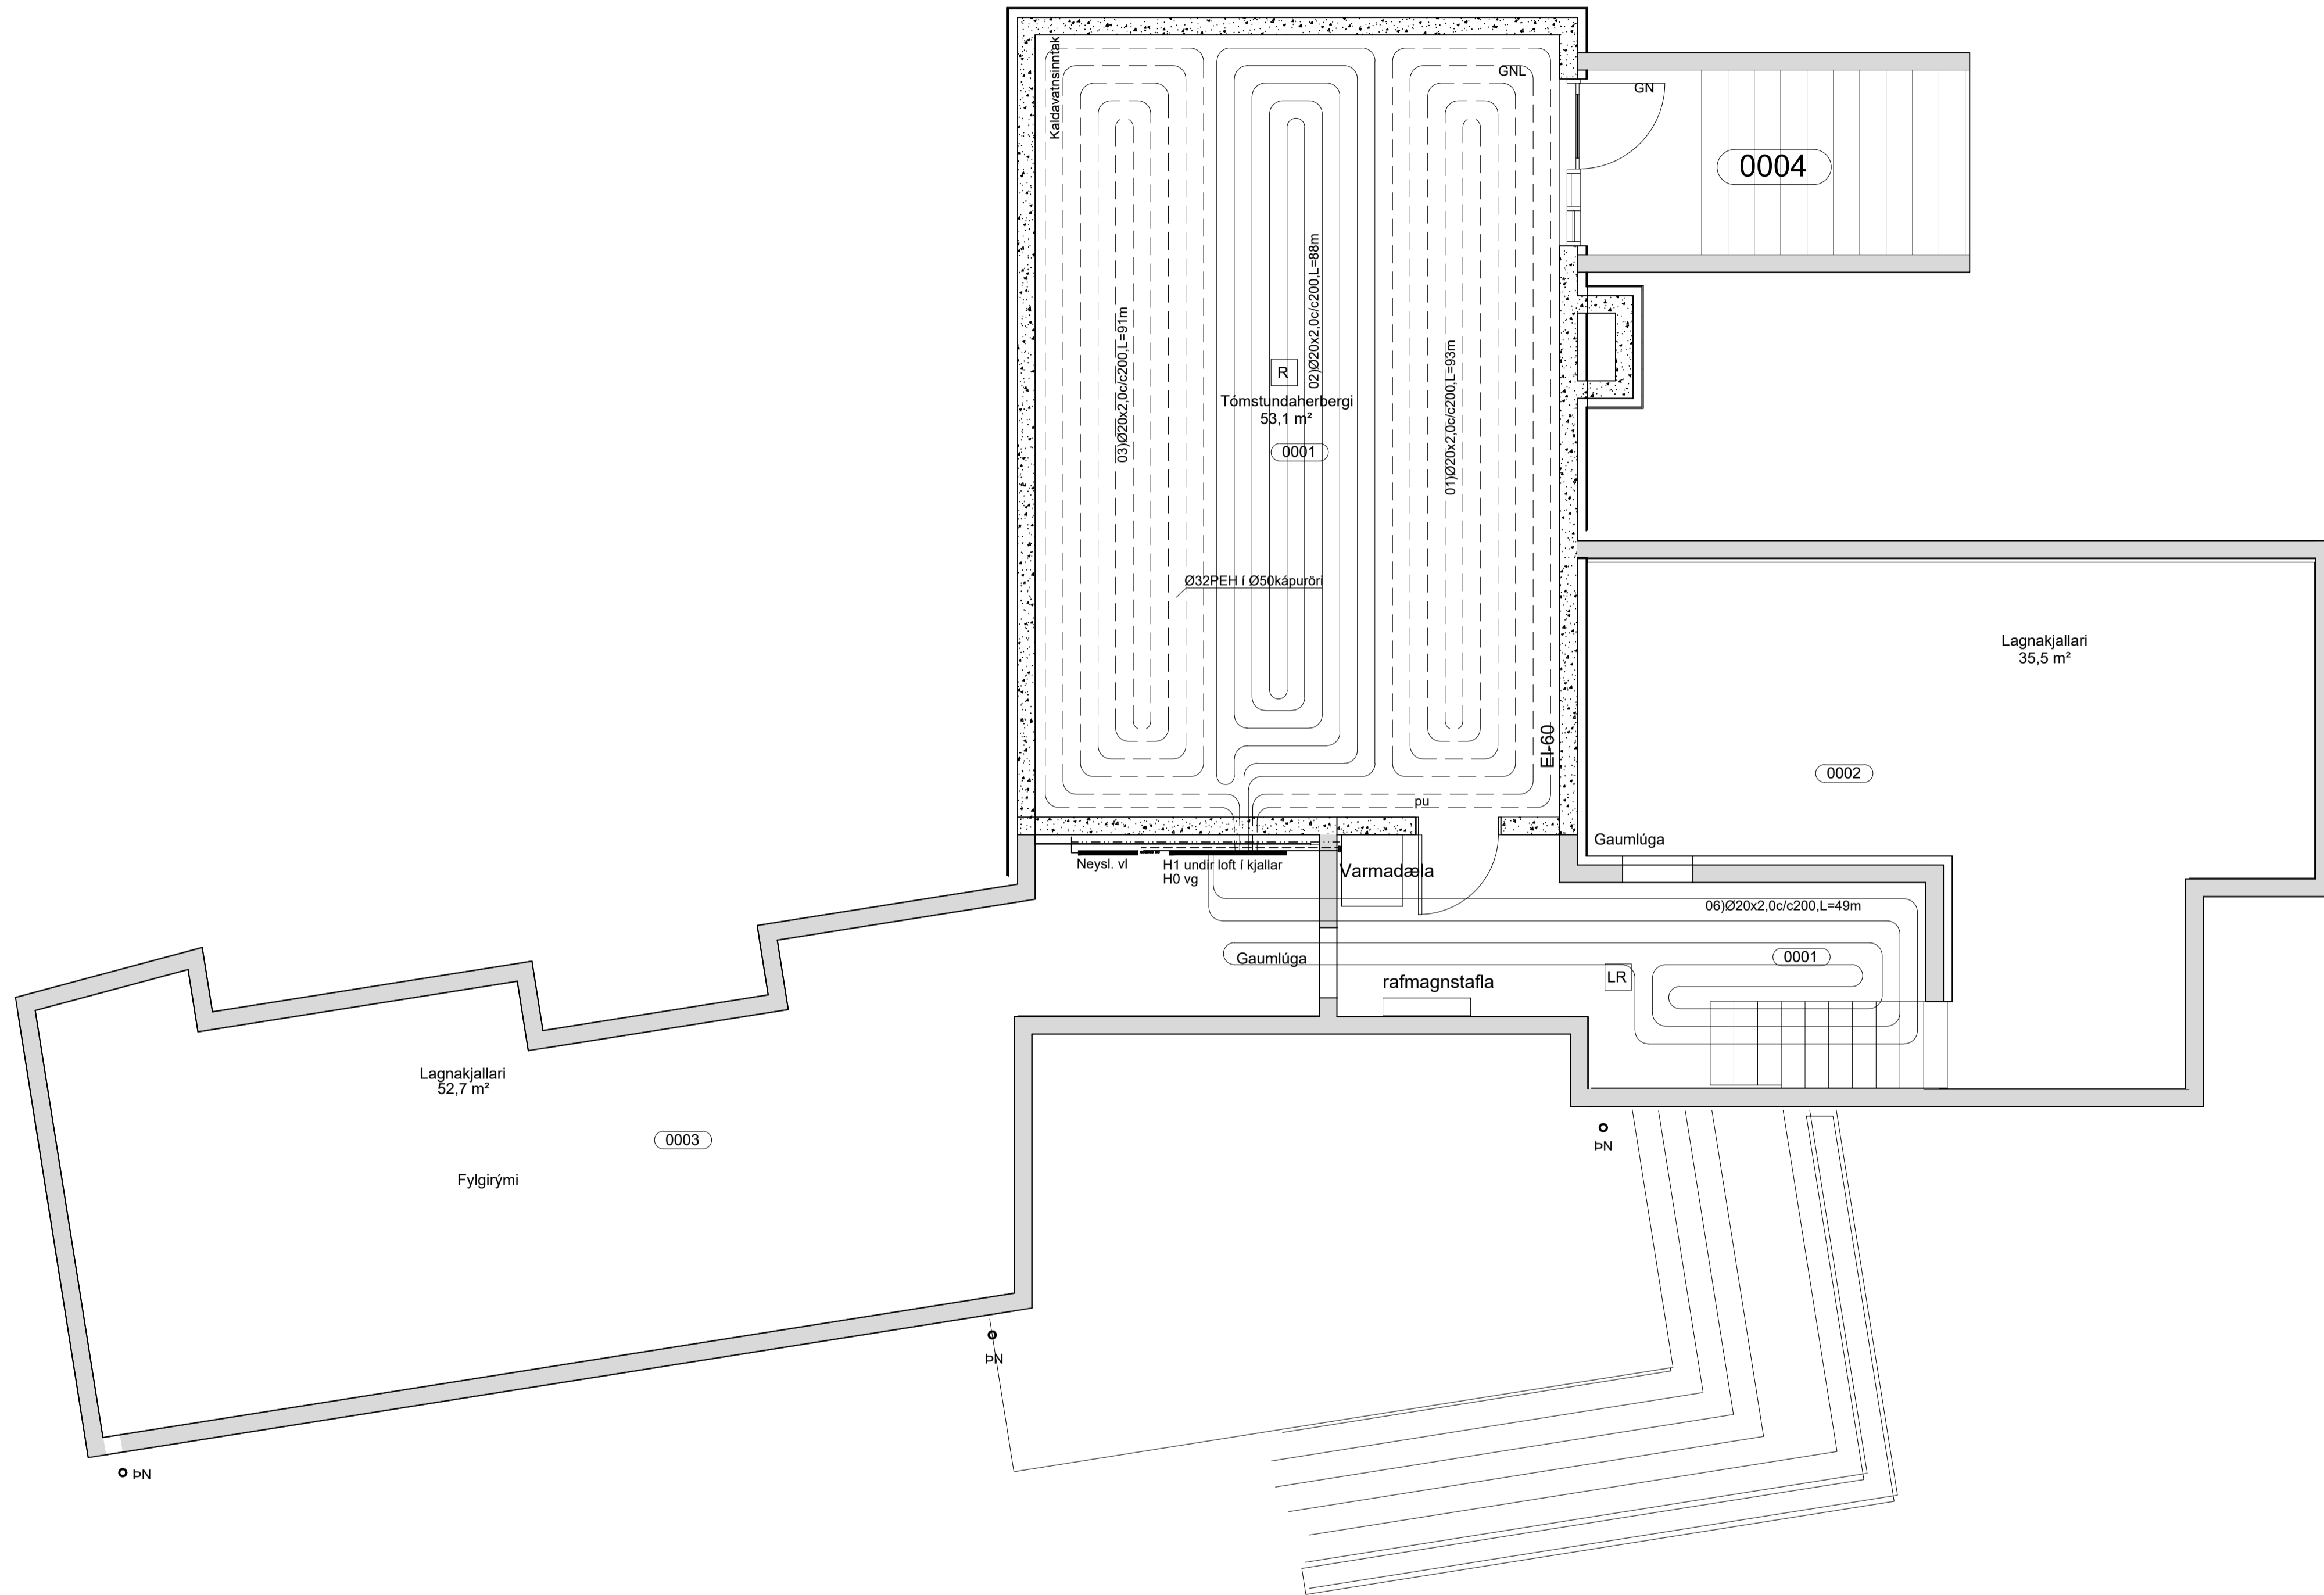 Kaldavatnsinntak
GNL
GN
0004
03)Ø20x2,0c/c200,L=91m
02)Ø20x2,0c/c200,L=88m
01)Ø20x2,0c/c200,L=93m
R
Tómstundaherbergi
53,1 m²
0001
Ø32PEH í Ø50kápuröri
EI-60
pu
Lagnakjallari
35,5 m²
0002
Gaumlúga
Neysl. vl
H1 undir loft í kjallar
H0 vg
Varmadæla
06)Ø20x2,0c/c200,L=49m
Gaumlúga
0001
LR
rafmagnstafla
Lagnakjallari
52,7 m²
0003
Fylgirými
ÞN
ÞN
ÞN